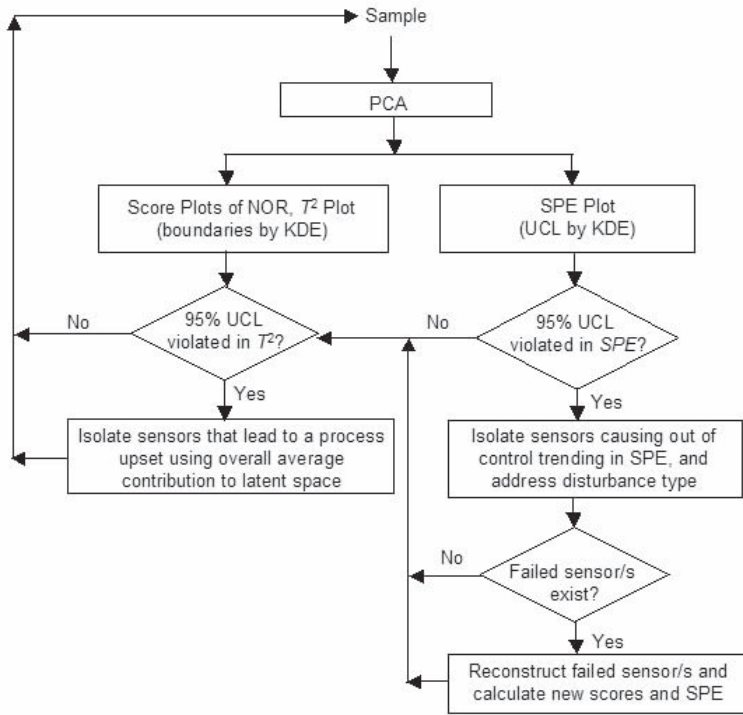 Sample
PCA
Score Plots of NOR, T² Plot
(boundaries by KDE)
SPE Plot
(UCL by KDE)
No
95% UCL
violated in T²?
No
95% UCL
violated in SPE?
Yes
Yes
Isolate sensors that lead to a process
upset using overall average
contribution to latent space
Isolate sensors causing out of
control trending in SPE, and
address disturbance type
No
Failed sensor/s
exist?
Yes
Reconstruct failed sensor/s and
calculate new scores and SPE